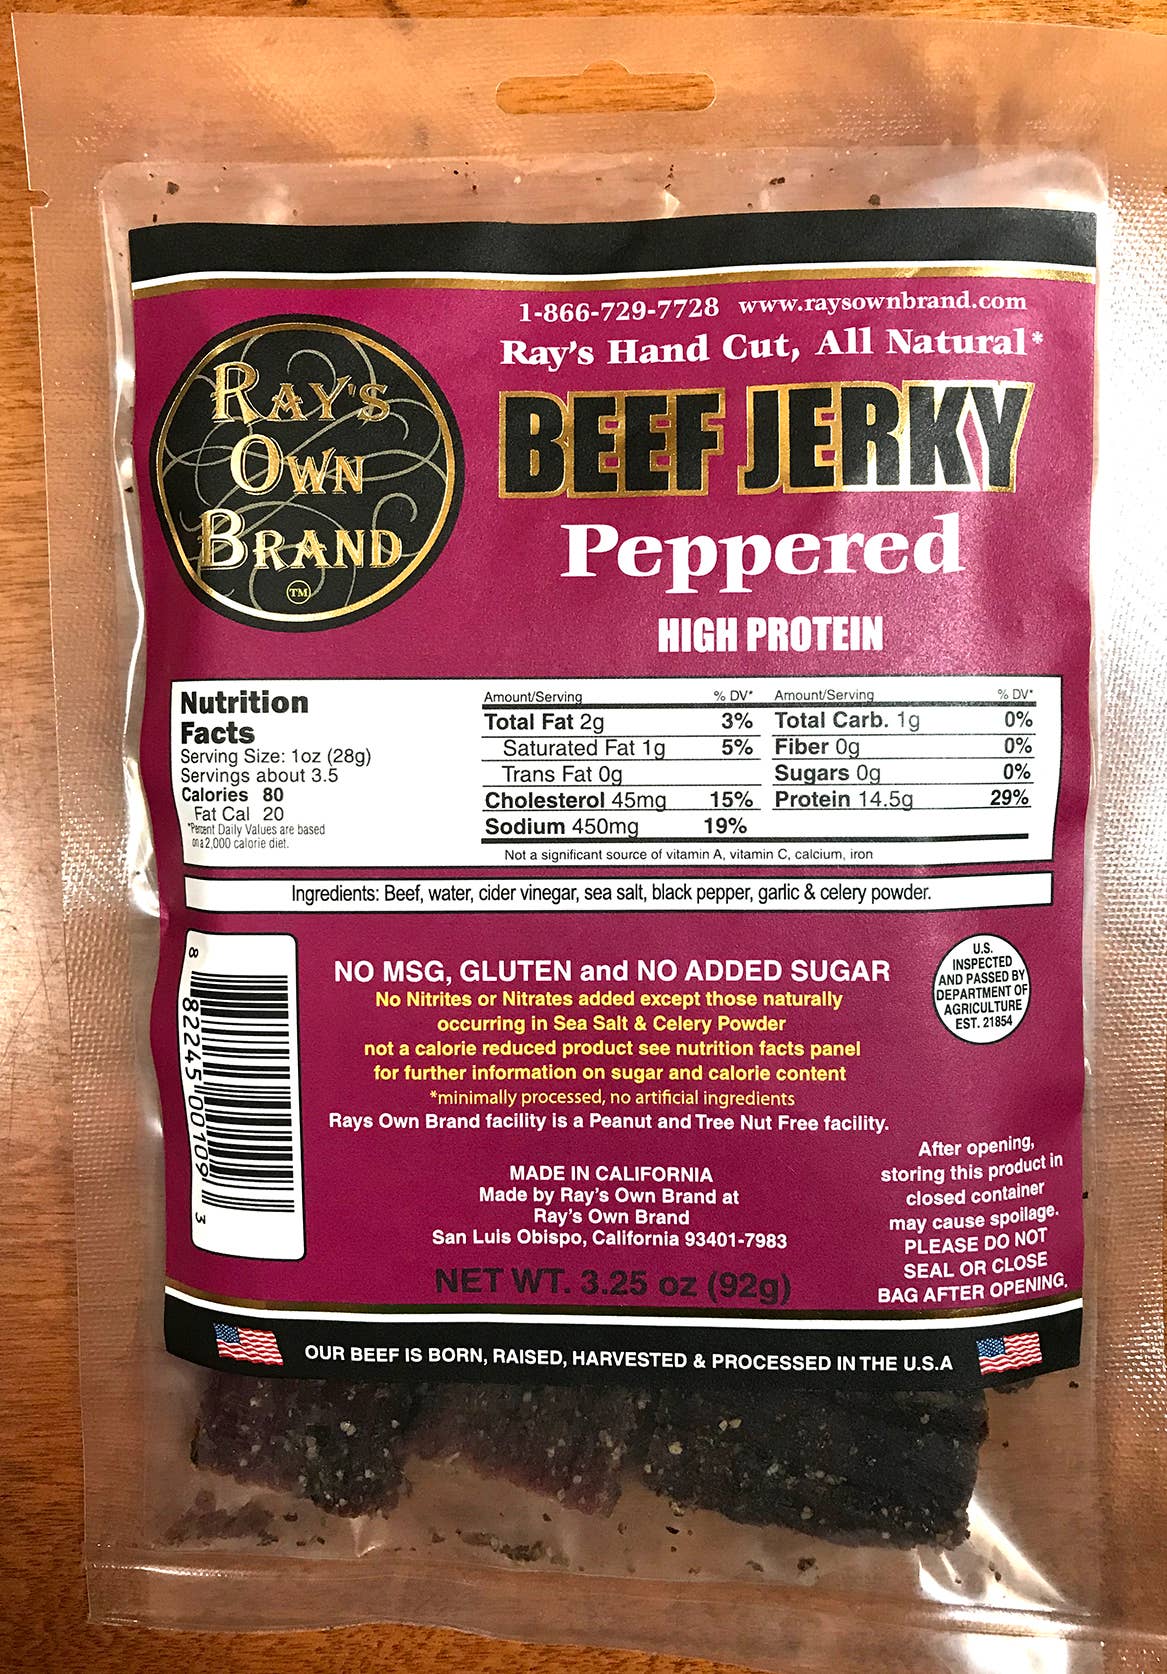 1-866-729-7728 www.raysownbrand.com
Ray's Hand Cut, All Natural*
RAY'S
OWN
BRAND
TM
BEEF JERKY
Peppered
HIGH PROTEIN
Nutrition
Facts
Serving Size: 1oz (28g)
Servings about 3.5
Calories 80
Fat Cal 20
*Percent Daily Values are based
on a 2,000 calorie diet.
Amount/Serving % DV* Amount/Serving % DV*
Total Fat 2g 3% Total Carb. 1g 0%
Saturated Fat 1g 5% Fiber 0g 0%
Trans Fat 0g Sugars 0g 0%
Cholesterol 45mg 15% Protein 14.5g 29%
Sodium 450mg 19%
Not a significant source of vitamin A, vitamin C, calcium, iron
Ingredients: Beef, water, cider vinegar, sea salt, black pepper, garlic & celery powder.
8 82245 00109 3
NO MSG, GLUTEN and NO ADDED SUGAR
No Nitrites or Nitrates added except those naturally
occurring in Sea Salt & Celery Powder
not a calorie reduced product see nutrition facts panel
for further information on sugar and calorie content
*minimally processed, no artificial ingredients
Rays Own Brand facility is a Peanut and Tree Nut Free facility.
U.S.
INSPECTED
AND PASSED BY
DEPARTMENT OF
AGRICULTURE
EST. 21854
MADE IN CALIFORNIA
Made by Ray's Own Brand at
Ray's Own Brand
San Luis Obispo, California 93401-7983
NET WT. 3.25 oz (92g)
After opening,
storing this product in
closed container
may cause spoilage.
PLEASE DO NOT
SEAL OR CLOSE
BAG AFTER OPENING.
OUR BEEF IS BORN, RAISED, HARVESTED & PROCESSED IN THE U.S.A